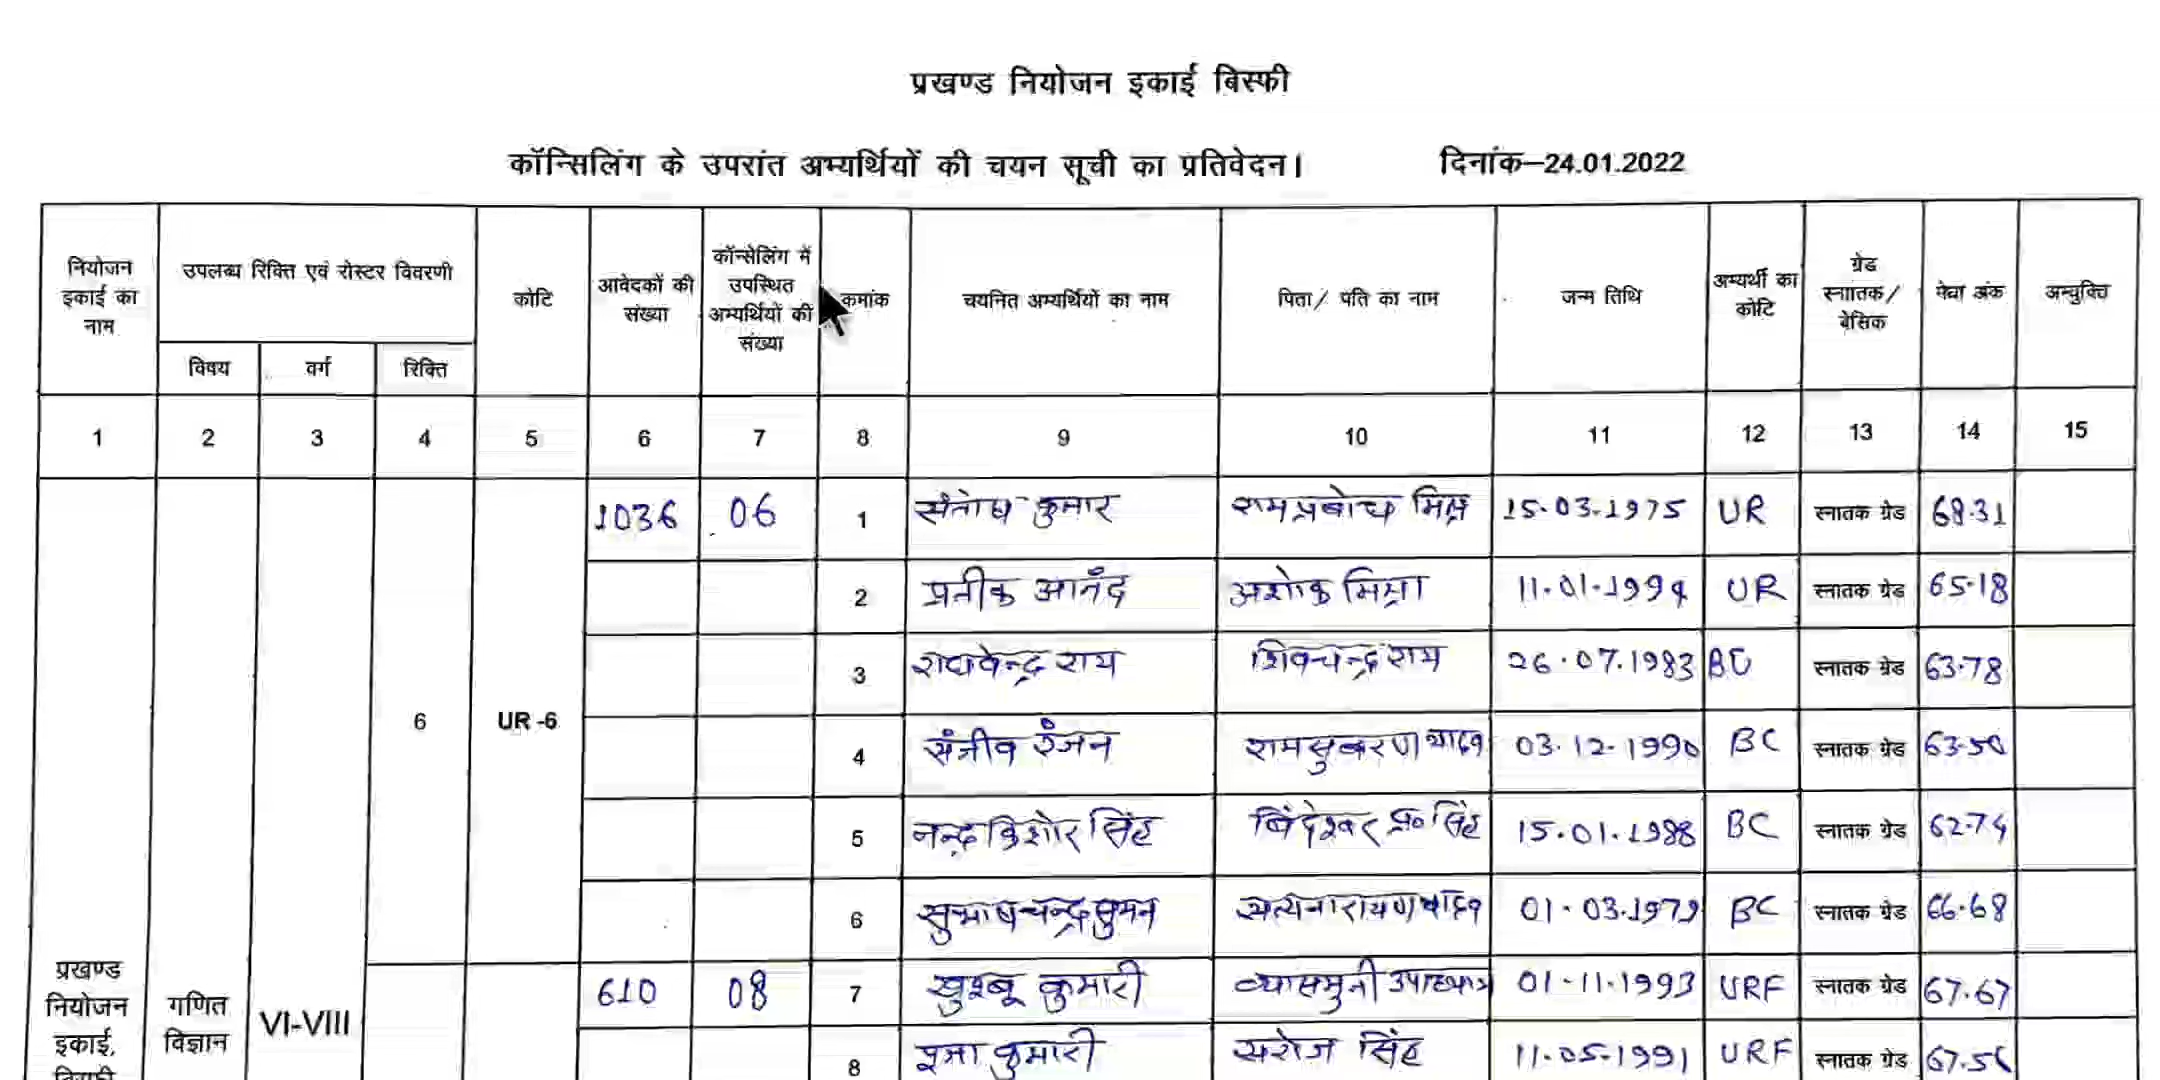 प्रखण्ड नियोजन इकाई बिस्फी
कॉन्सिलिंग के उपरांत अभ्यर्थियों की चयन सूची का प्रतिवेदन। दिनांक–24.01.2022
नियोजन इकाई का नाम उपलब्ध रिक्ति एवं रोस्टर विवरणी कोटि आवेदकों की संख्या कॉन्सेलिंग में उपस्थित अभ्यर्थियों की संख्या कमांक चयनित अभ्यर्थियों का नाम पिता/ पति का नाम जन्म तिथि अभ्यर्थी का कोटि ग्रेड स्नातक/ बेसिक मेधा अंक अभ्युक्ति
विषय वर्ग रिक्ति
1 2 3 4 5 6 7 8 9 10 11 12 13 14 15
1036 06 1 संतोष कुमार रामप्रबोध मिश्र 15.03.1975 UR स्नातक ग्रेड 68.31
2 प्रतीक आनंद अशोक मिश्रा 11.01.1994 UR स्नातक ग्रेड 65.18
3 राघवेन्द्र राय शिवचन्द्र राय 26.07.1983 BC स्नातक ग्रेड 63.78
6 UR -6 4 संजीव रंजन रामसुकरण यादव 03.12.1990 BC स्नातक ग्रेड 63.50
5 नन्द किशोर सिंह बिंदेश्वर प्र० सिंह 15.01.1988 BC स्नातक ग्रेड 62.74
6 सुभाषचन्द्र सुमन सत्यनारायण यादव 01.03.1979 BC स्नातक ग्रेड 66.68
610 08 7 खुश्बू कुमारी व्यासमुनी उपाध्याय 01.11.1993 URF स्नातक ग्रेड 67.67
प्रखण्ड नियोजन इकाई, गणित विज्ञान VI-VIII 8 कुमारी सरोज सिंह 11.05.1991 URF स्नातक ग्रेड